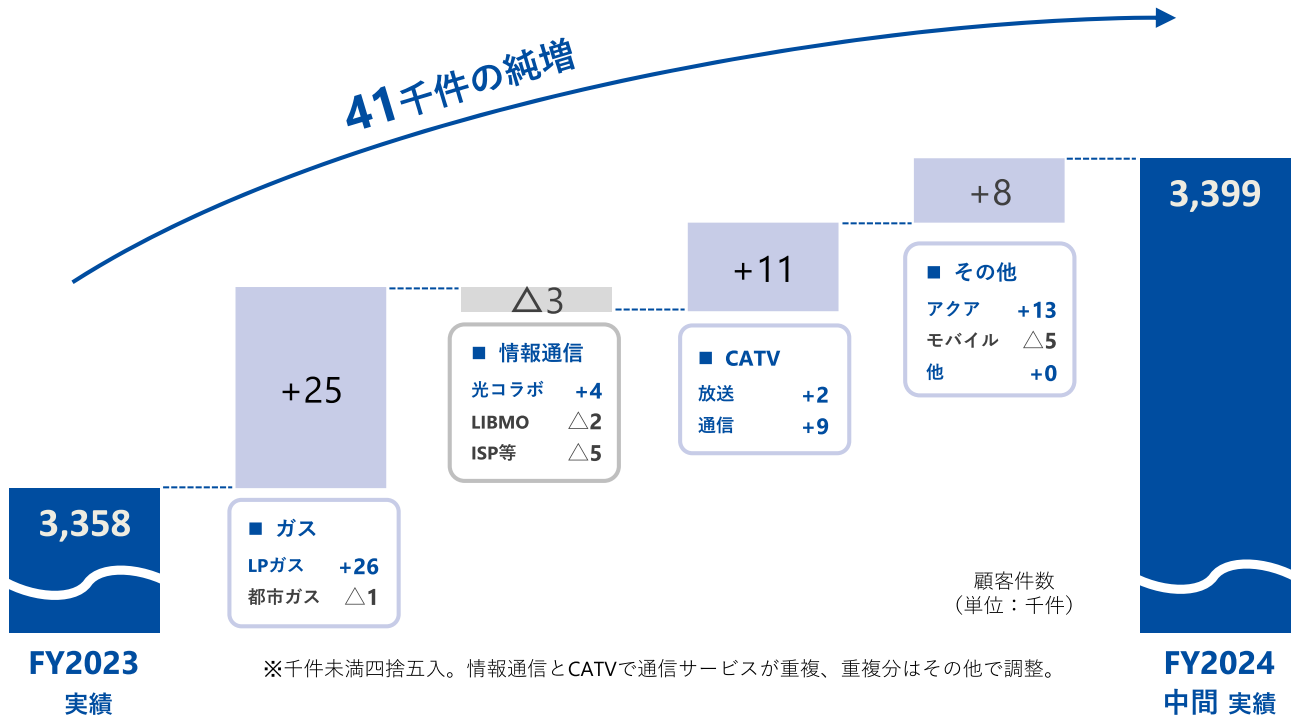 41千件の純増
3,358
FY2023
実績
+25
■ ガス
LPガス +26
都市ガス △1
△3
■ 情報通信
光コラボ +4
LIBMO △2
ISP等 △5
+11
■ CATV
放送 +2
通信 +9
+8
■ その他
アクア +13
モバイル △5
他 +0
3,399
FY2024
中間 実績
顧客件数
（単位：千件）
※千件未満四捨五入。情報通信とCATVで通信サービスが重複、重複分はその他で調整。